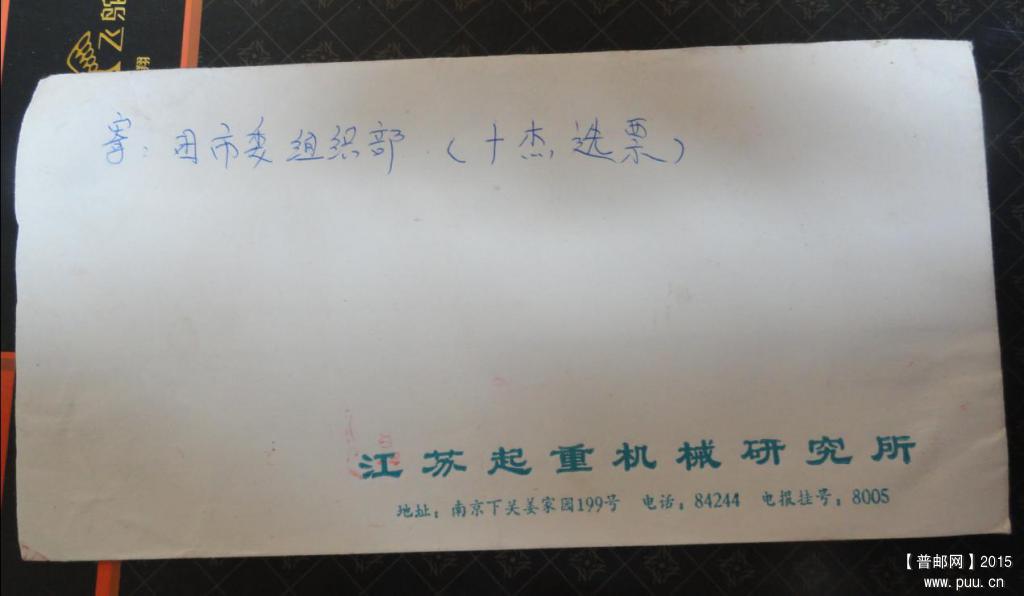 飞
寄：团市委组织部（十杰选票）
江苏起重机械研究所
地址：南京下关姜家园199号 电话：84244 电报挂号：8005
【普邮网】2015
www.puu.cn